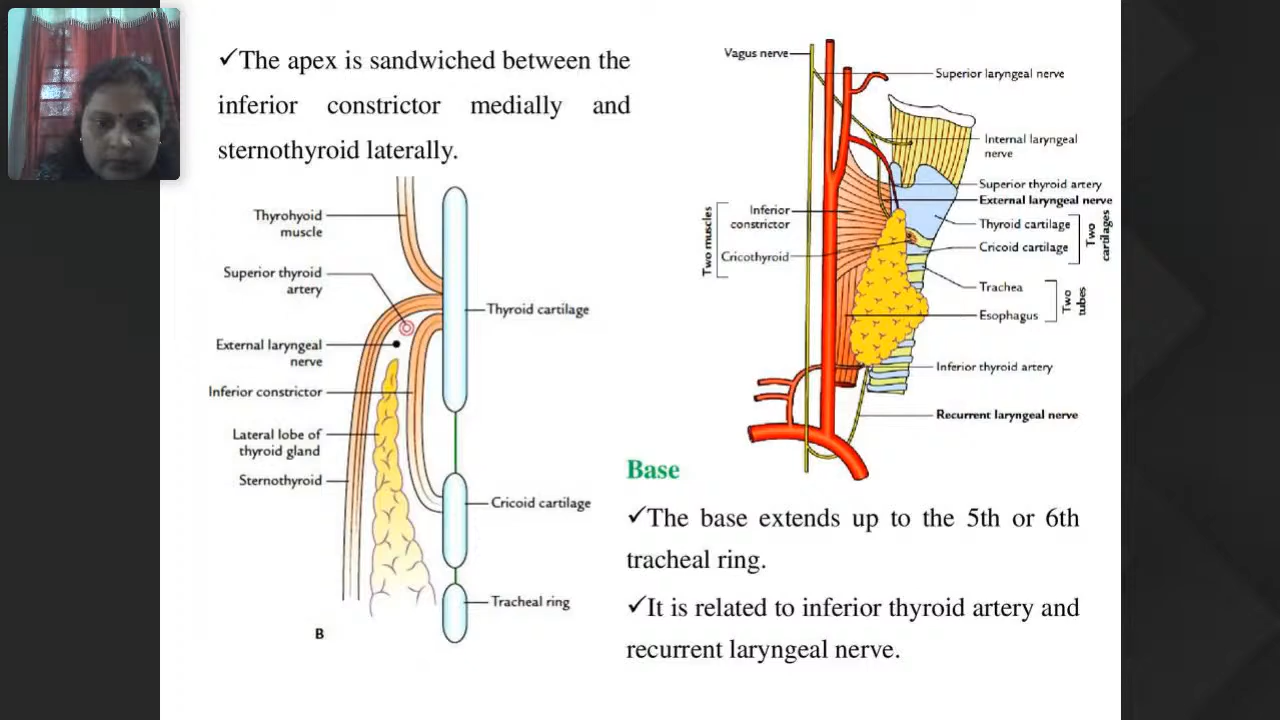 ✓The apex is sandwiched between the
inferior constrictor medially and
sternothyroid laterally.
Thyrohyoid
muscle
Superior thyroid
artery
External laryngeal
nerve
Inferior constrictor
Lateral lobe of
thyroid gland
Sternothyroid
Thyroid cartilage
Cricoid cartilage
Tracheal ring
B
Vagus nerve
Superior laryngeal nerve
Internal laryngeal
nerve
Superior thyroid artery
External laryngeal nerve
Thyroid cartilage
Cricoid cartilage
Two
cartilages
Trachea
Esophagus
Two
tubes
Inferior thyroid artery
Recurrent laryngeal nerve
Two muscles
Inferior
constrictor
Cricothyroid
Base
✓The base extends up to the 5th or 6th
tracheal ring.
✓It is related to inferior thyroid artery and
recurrent laryngeal nerve.